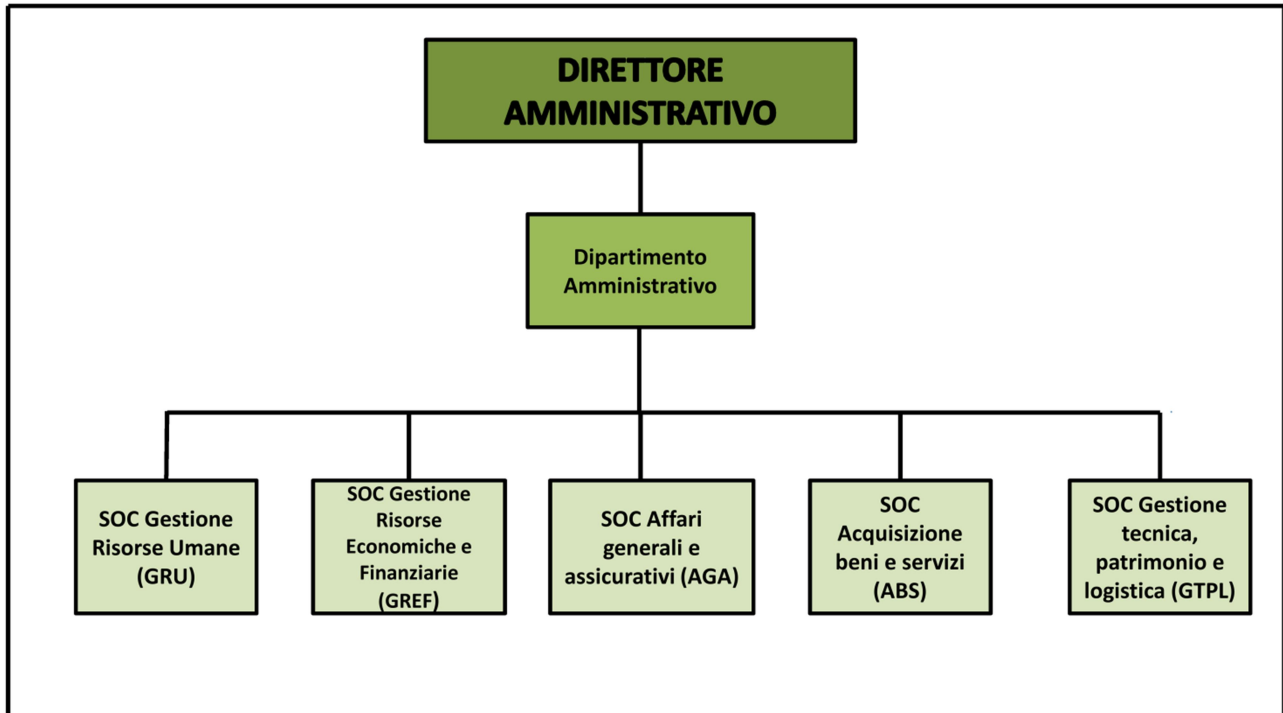 DIRETTORE
AMMINISTRATIVO
Dipartimento
Amministrativo
SOC Gestione
Risorse Umane
(GRU)
SOC Gestione
Risorse
Economiche e
Finanziarie
(GREF)
SOC Affari
generali e
assicurativi (AGA)
SOC
Acquisizione
beni e servizi
(ABS)
SOC Gestione
tecnica,
patrimonio e
logistica (GTPL)